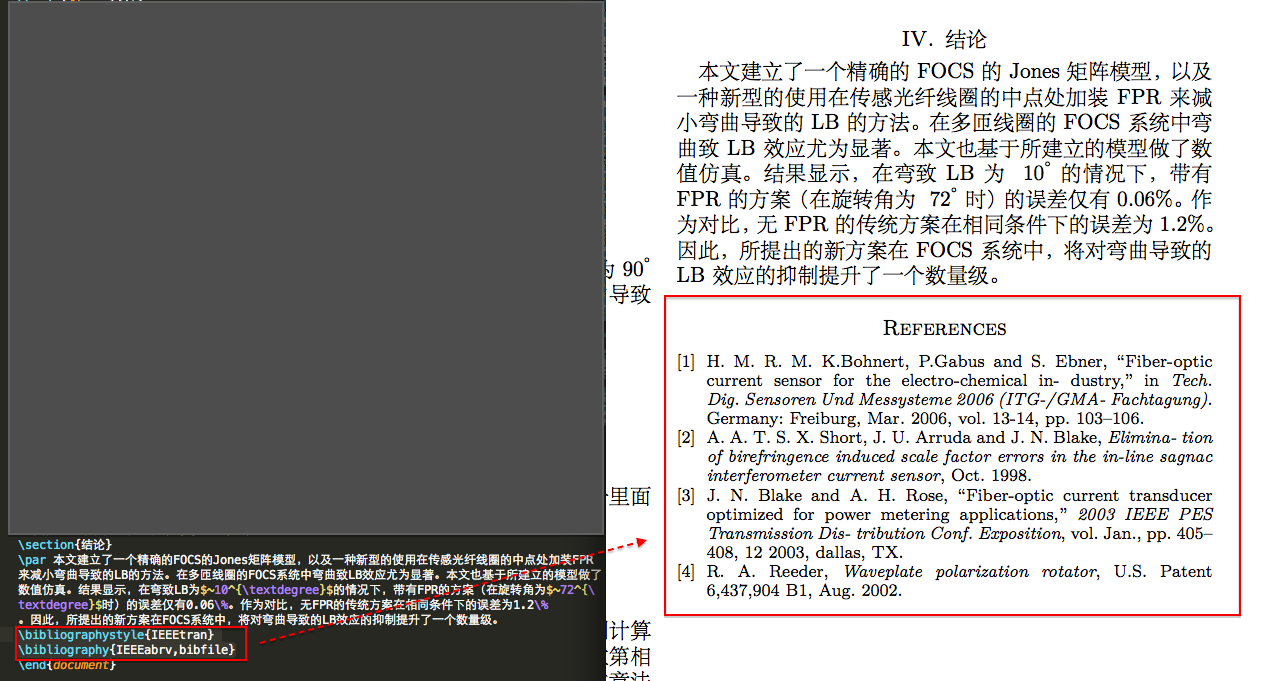 \section{结论}
\par 本文建立了一个精确的FOCS的Jones矩阵模型，以及一种新型的使用在传感光纤线圈的中点处加装FPR
来减小弯曲导致的LB的方法。在多匝线圈的FOCS系统中弯曲致LB效应尤为显著。本文也基于所建立的模型做了
数值仿真。结果显示，在弯致LB为$~10^{\textdegree}$的情况下，带有FPR的方案（在旋转角为$~72^{\
textdegree}$时）的误差仅有0.06\%。作为对比，无FPR的传统方案在相同条件下的误差为1.2\%
。因此，所提出的新方案在FOCS系统中，将对弯曲导致的LB效应的抑制提升了一个数量级。
\bibliographystyle{IEEEtran}
\bibliography{IEEEabrv,bibfile}
\end{document}
为 90°
导致
里面
计算
第相
IV. 结论
本文建立了一个精确的 FOCS 的 Jones 矩阵模型，以及
一种新型的使用在传感光纤线圈的中点处加装 FPR 来减
小弯曲导致的 LB 的方法。在多匝线圈的 FOCS 系统中弯
曲致 LB 效应尤为显著。本文也基于所建立的模型做了数
值仿真。结果显示，在弯致 LB 为 10° 的情况下，带有
FPR 的方案（在旋转角为 72° 时）的误差仅有 0.06%。作
为对比，无 FPR 的传统方案在相同条件下的误差为 1.2%。
因此，所提出的新方案在 FOCS 系统中，将对弯曲导致的
LB 效应的抑制提升了一个数量级。
REFERENCES
[1] H. M. R. M. K.Bohnert, P.Gabus and S. Ebner, “Fiber-optic
current sensor for the electro-chemical in- dustry,” in Tech.
Dig. Sensoren Und Messysteme 2006 (ITG-/GMA- Fachtagung).
Germany: Freiburg, Mar. 2006, vol. 13-14, pp. 103–106.
[2] A. A. T. S. X. Short, J. U. Arruda and J. N. Blake, Elimina- tion
of birefringence induced scale factor errors in the in-line sagnac
interferometer current sensor, Oct. 1998.
[3] J. N. Blake and A. H. Rose, “Fiber-optic current transducer
optimized for power metering applications,” 2003 IEEE PES
Transmission Dis- tribution Conf. Exposition, vol. Jan., pp. 405–
408, 12 2003, dallas, TX.
[4] R. A. Reeder, Waveplate polarization rotator, U.S. Patent
6,437,904 B1, Aug. 2002.